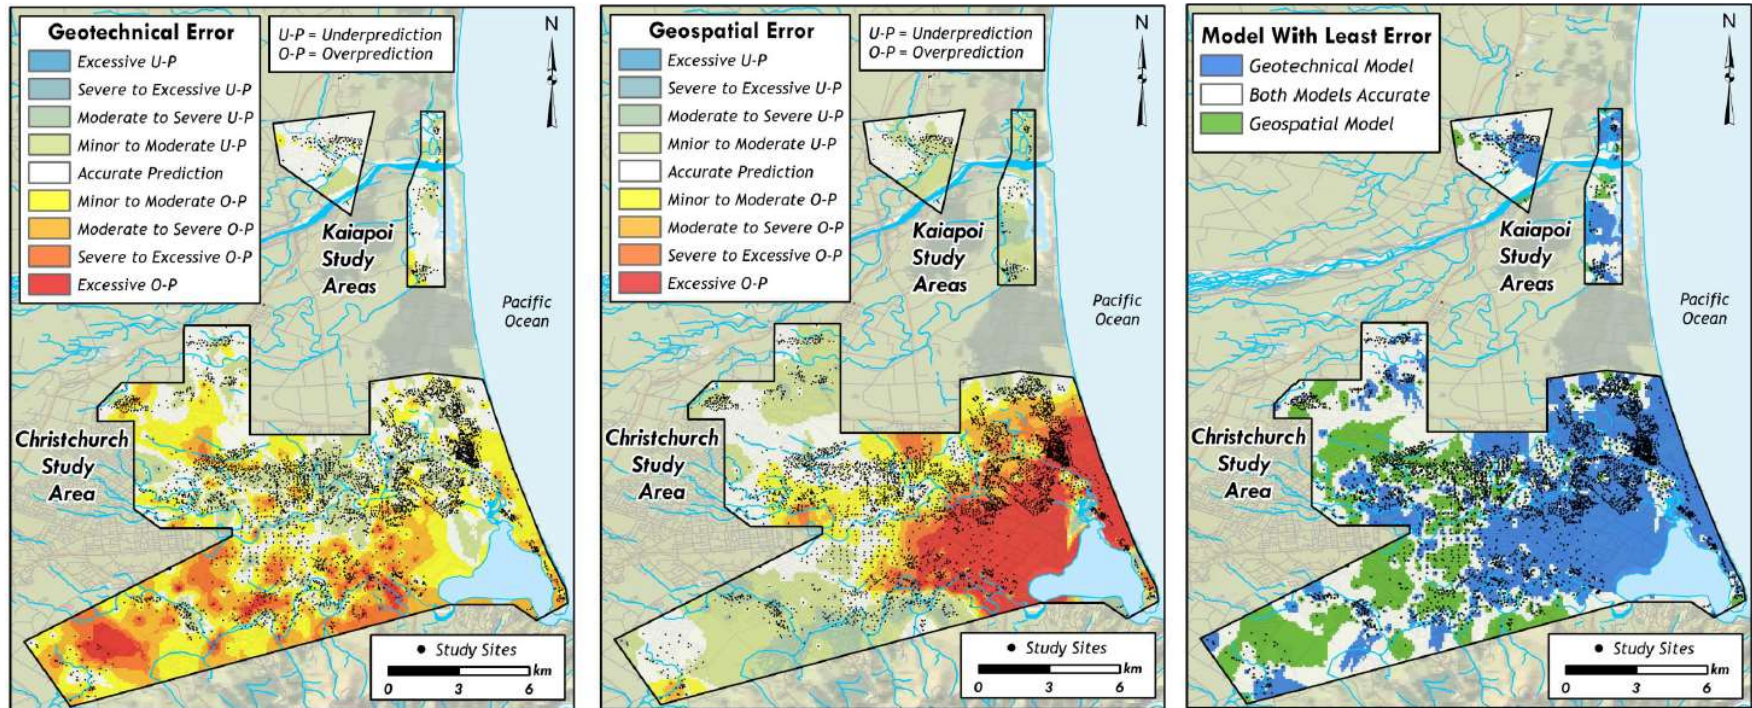 Geotechnical Error
Excessive U-P
Severe to Excessive U-P
Moderate to Severe U-P
Minor to Moderate U-P
Accurate Prediction
Minor to Moderate O-P
Moderate to Severe O-P
Severe to Excessive O-P
Excessive O-P
U-P = Underprediction
O-P = Overprediction
N
Kaiapoi
Study
Areas
Pacific
Ocean
Christchurch
Study
Area
Study Sites
km
0 3 6
Geospatial Error
Excessive U-P
Severe to Excessive U-P
Moderate to Severe U-P
Mnior to Moderate U-P
Accurate Prediction
Minor to Moderate O-P
Moderate to Severe O-P
Severe to Excessive O-P
Excessive O-P
U-P = Underprediction
O-P = Overprediction
N
Kaiapoi
Study
Areas
Pacific
Ocean
Christchurch
Study
Area
Study Sites
km
0 3 6
Model With Least Error
Geotechnical Model
Both Models Accurate
Geospatial Model
N
Kaiapoi
Study
Areas
Pacific
Ocean
Christchurch
Study
Area
Study Sites
km
0 3 6